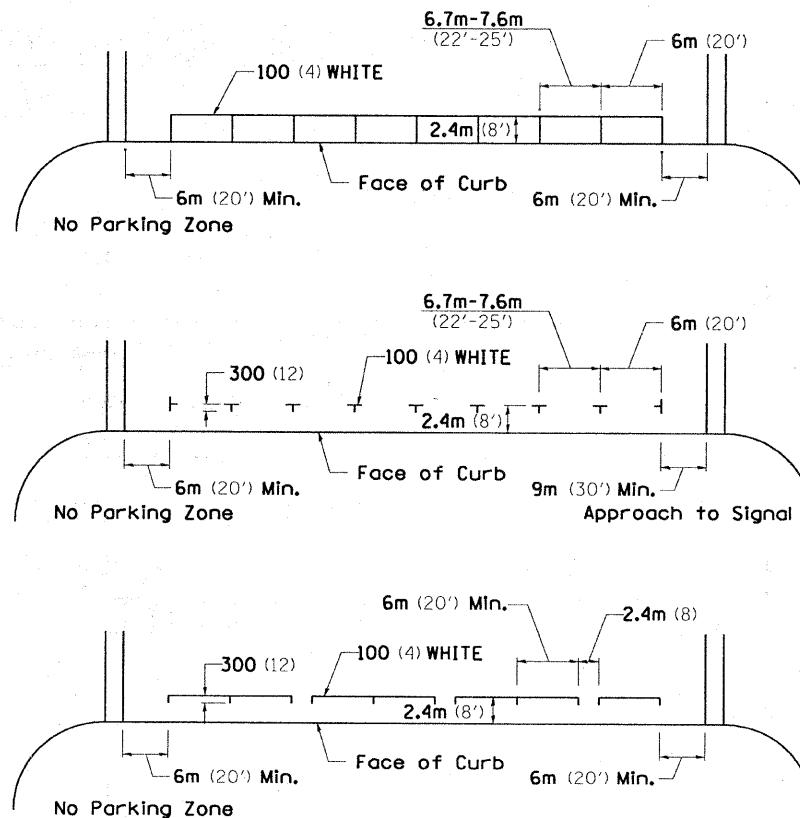 6.7m-7.6m
(22'-25')
6m (20')
100 (4) WHITE
2.4m (8')
Face of Curb
6m (20') Min.
6m (20') Min.
No Parking Zone
6.7m-7.6m
(22'-25')
6m (20')
100 (4) WHITE
300 (12)
2.4m (8')
Face of Curb
6m (20') Min.
9m (30') Min.
No Parking Zone
Approach to Signal
6m (20') Min.
2.4m (8)
100 (4) WHITE
300 (12)
2.4m (8')
Face of Curb
6m (20') Min.
6m (20') Min.
No Parking Zone